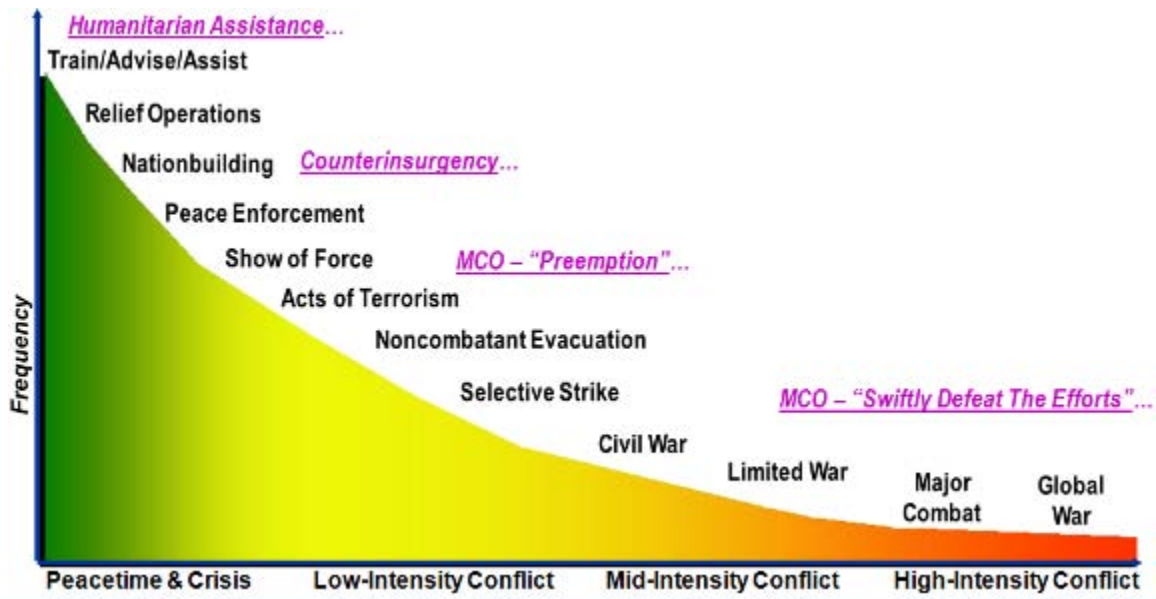 Humanitarian Assistance…
Train/Advise/Assist
Relief Operations
Nationbuilding
Counterinsurgency…
Peace Enforcement
Show of Force
MCO – “Preemption”…
Acts of Terrorism
Noncombatant Evacuation
Frequency
Selective Strike
MCO – “Swiftly Defeat The Efforts”…
Civil War
Limited War
Major
Combat
Global
War
Peacetime & Crisis
Low-Intensity Conflict
Mid-Intensity Conflict
High-Intensity Conflict